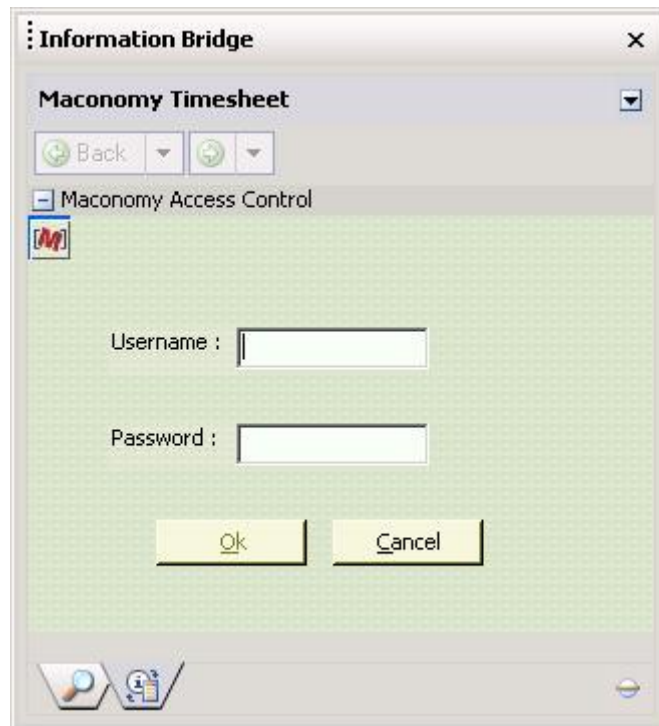 Information Bridge
Maconomy Timesheet
Back
Maconomy Access Control
[M]
Username :
Password :
Ok Cancel